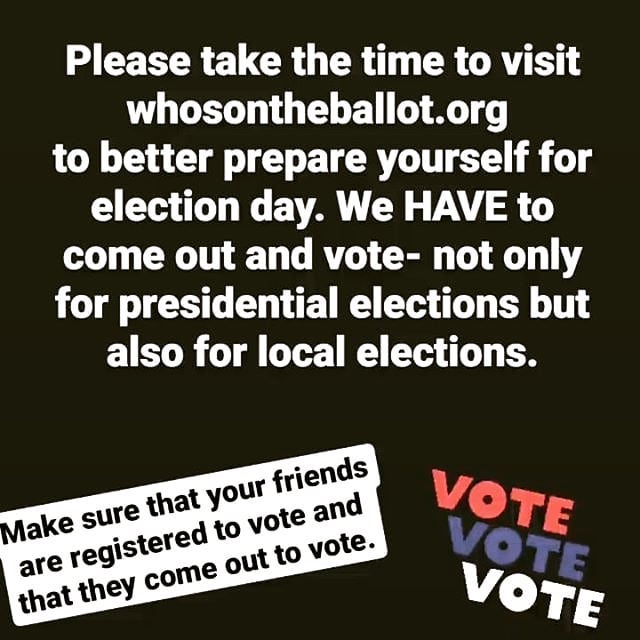 Please take the time to visit
whosontheballot.org
to better prepare yourself for
election day. We HAVE to
come out and vote- not only
for presidential elections but
also for local elections.
Make sure that your friends
are registered to vote and
that they come out to vote.
VOTE
VOTE
VOTE